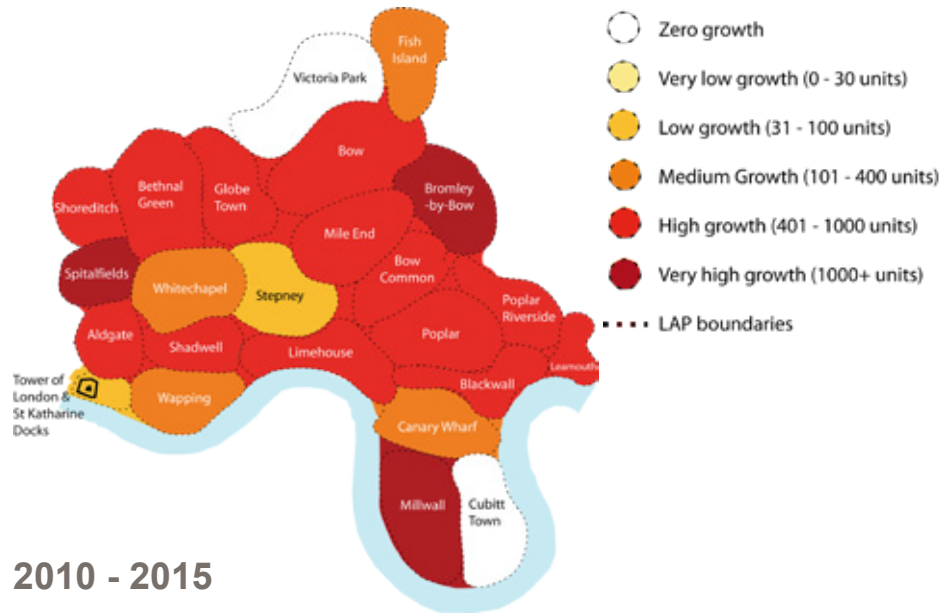 Fish
Island
Victoria Park
Bow
Bethnal
Green
Globe
Town
Bromley
-by-Bow
Shoreditch
Mile End
Spitalfields
Whitechapel
Stepney
Bow
Common
Poplar
Riverside
Aldgate
Shadwell
Limehouse
Poplar
Leamouth
Blackwall
Tower of
London &
St Katharine
Docks
Wapping
Canary Wharf
Millwall
Cubitt
Town
2010 - 2015
Zero growth
Very low growth (0 - 30 units)
Low growth (31 - 100 units)
Medium Growth (101 - 400 units)
High growth (401 - 1000 units)
Very high growth (1000+ units)
LAP boundaries